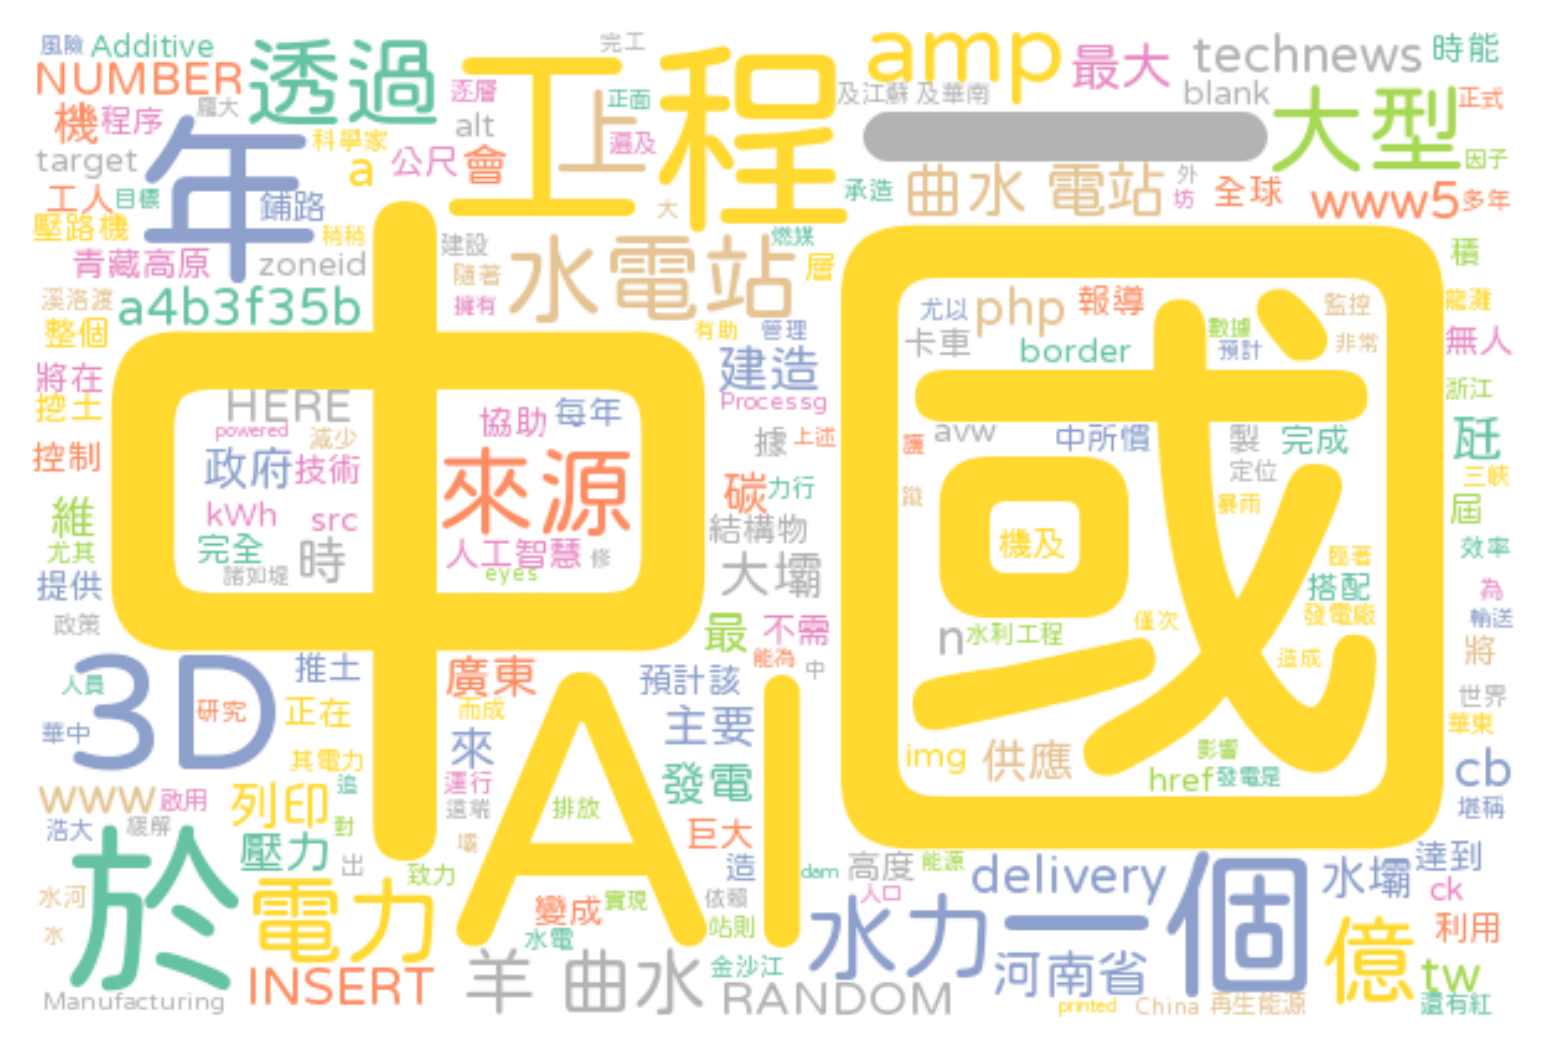 風險 Additive 透過 工程 完工 amp 最大 technews 時能
NUMBER 龐大 逐層 正面 及江蘇 及華南 blank 大型 正式
機 程序 年 科學家 alt 上 遍及 一 因子
target a 公尺 會 承造 曲水 電站 外 坊 全球 www5 多年
工人 目標 鋪路 大
壓路機 稍稍 建設 水電站 燃媒 積
青藏高原 zoneid 隨著 層
溪洛渡 a4b3f35b 擁有 尤以 php 報導 監控 龍灘
整個 中 有助 管理 國 卡車 border 數據 預計 非常 無人
將在 建造 浙江
挖土 HERE 協助 每年 Processg
powered 減少 據 上述 護 avw 中所慣 製 完成 瓩
控制 政府 技術 來源 定位 三峽
碳 力行 蹤 暴雨
維 kWh src 結構物 屆
尤其 完全 時 人工智慧 修 機及 壓著 效率
提供 諸如堤 eyes 大壩 搭配 為
政策 最 不需 n 水利工程 僅次 發電廠 輸送
3D 推土 廣東 能為 中 造成 將
人員 預計該 世界
研究 正在 而成 AI 主要 華東
華中 其電力 來 img 供應 影響 cb
www 啟用 列印 追 運行 發電 href 發電是
浩大 緩解 對 遠端 排放 巨大 堪稱
於 壓力 出 壩 造 dam 高度 能源 delivery 一個 水壩 達到
水河 電力 致力 變成 實現 依賴 人口 ck
水 水電 站則 水力 億 利用
INSERT 羊 曲水 金沙江 河南省 tw
Manufacturing RANDOM printed China 再生能源 還有紅